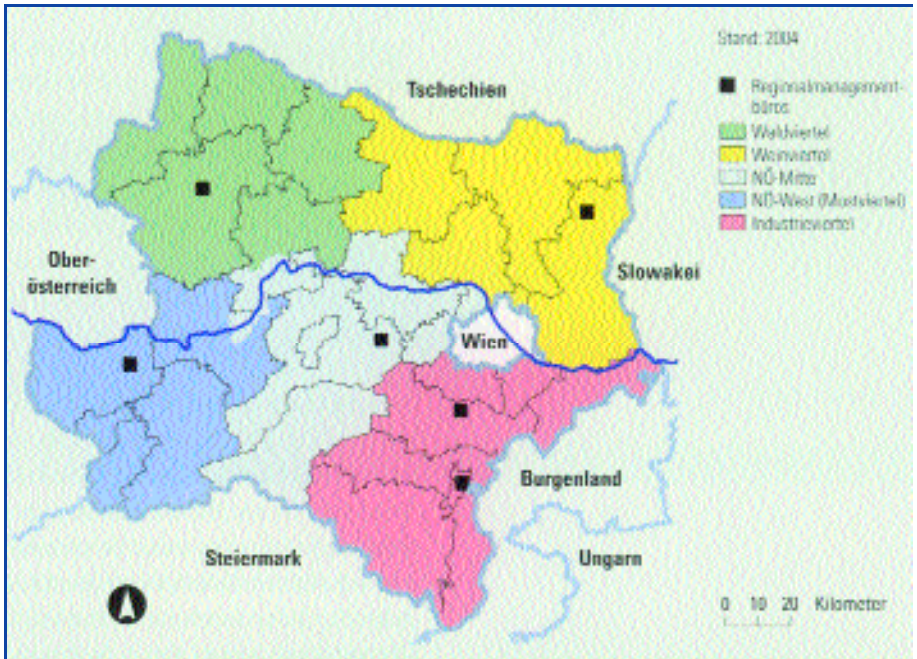 Stand: 2004
Tschechien
Regionalmanagement-
büros
Waldviertel
Weinviertel
NÖ-Mitte
NÖ-West (Mostviertel)
Industrieviertel
Ober-
österreich
Slowakei
Wien
Burgenland
Steiermark
Ungarn
0 10 20 Kilometer